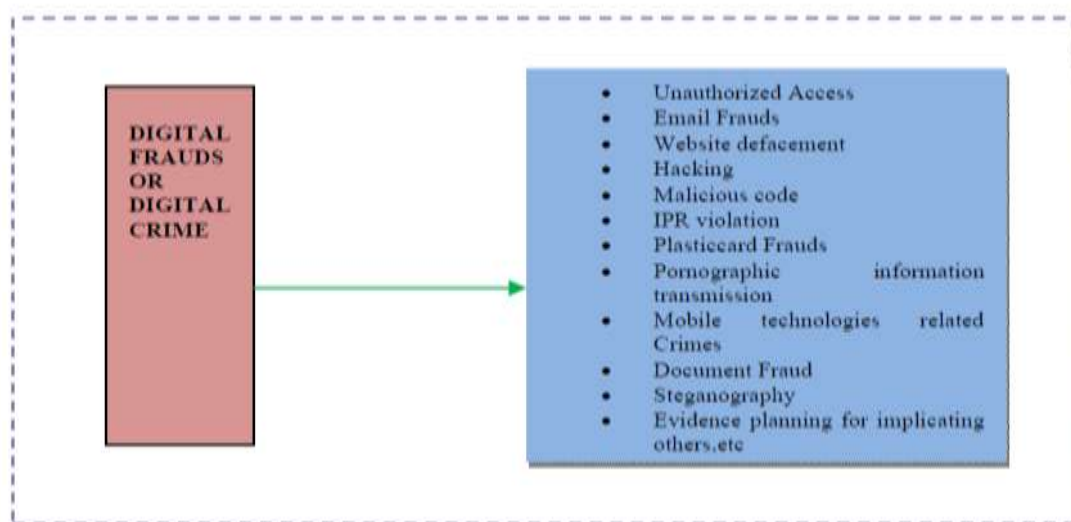 DIGITAL
FRAUDS
OR
DIGITAL
CRIME
• Unauthorized Access
• Email Frauds
• Website defacement
• Hacking
• Malicious code
• IPR violation
• Plasticcard Frauds
• Pornographic information
transmission
• Mobile technologies related
Crimes
• Document Fraud
• Steganography
• Evidence planning for implicating
others,etc